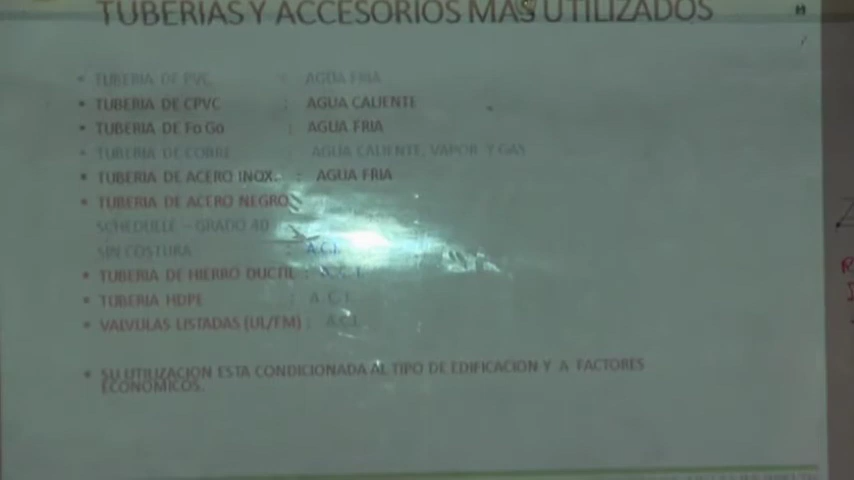 TUBERIAS Y ACCESORIOS MAS UTILIZADOS
• TUBERIA DE PVC : AGUA FRIA
• TUBERIA DE CPVC : AGUA CALIENTE
• TUBERIA DE FoGo : AGUA FRIA
• TUBERIA DE COBRE : AGUA CALIENTE, VAPOR Y GAS
• TUBERIA DE ACERO INOX. : AGUA FRIA
• TUBERIA DE ACERO NEGRO
SCHEDULLE - GRADO 40
SIN COSTURA : A.C.I.
• TUBERIA DE HIERRO DUCTIL : A.C.I.
• TUBERIA HDPE : A.C.I.
• VALVULAS LISTADAS (UL/FM) : A.C.I.
• SU UTILIZACION ESTA CONDICIONADA AL TIPO DE EDIFICACION Y A FACTORES
ECONOMICOS.